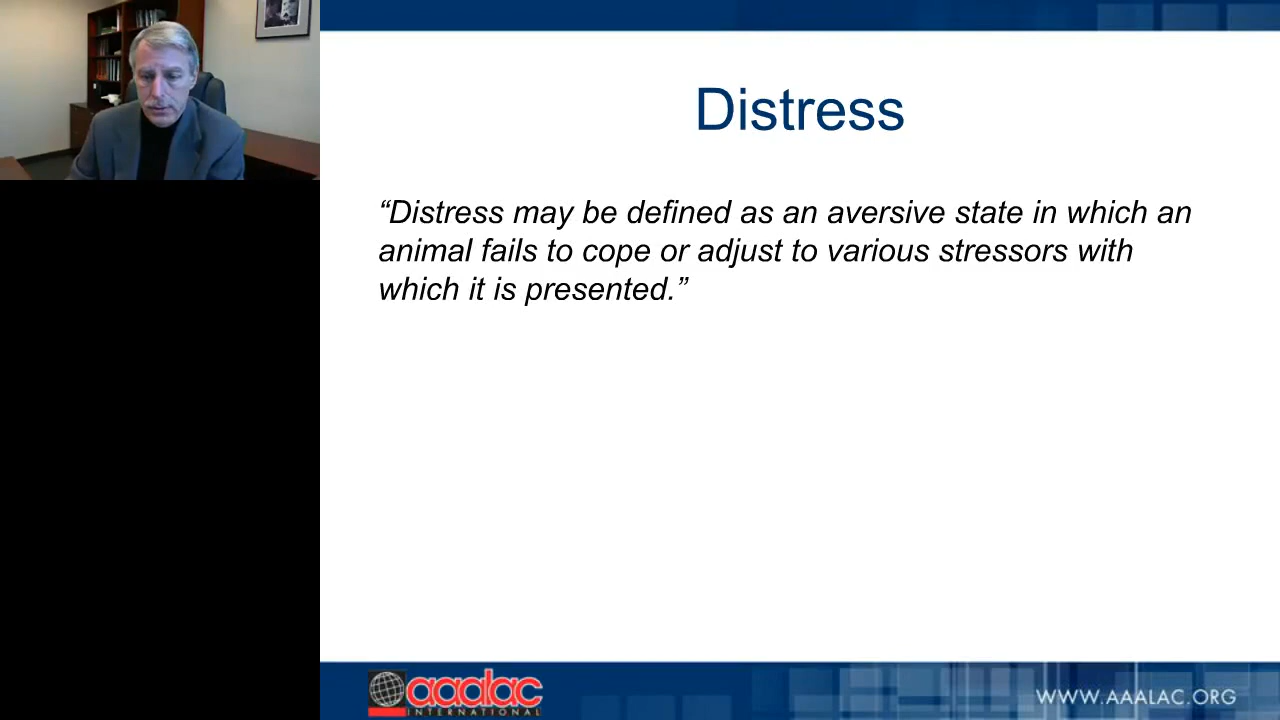 Distress
“Distress may be defined as an aversive state in which an
animal fails to cope or adjust to various stressors with
which it is presented.”
aaalac
INTERNATIONAL
WWW.AAALAC.ORG